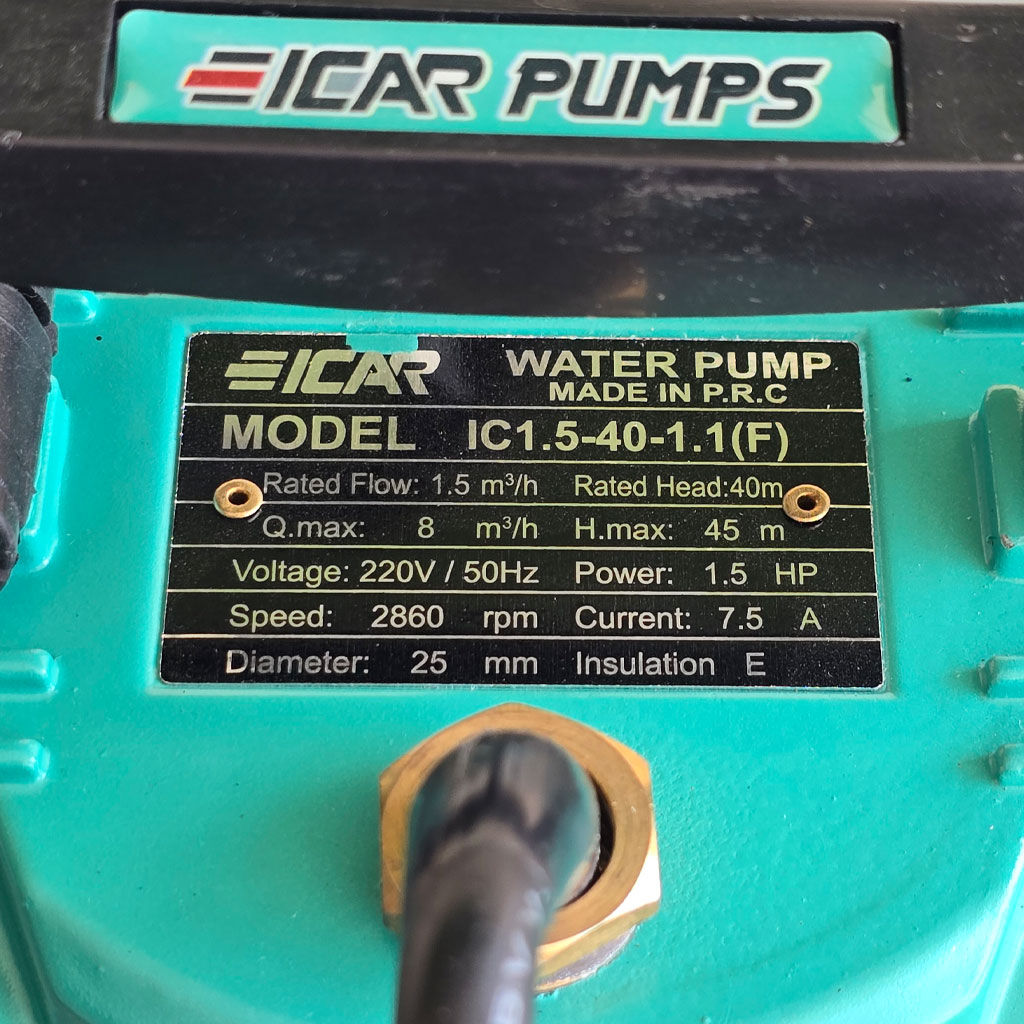 EICAR PUMPS
EICAR WATER PUMP
MADE IN P.R.C
MODEL IC1.5-40-1.1(F)
Rated Flow: 1.5 m³/h Rated Head:40m
Q.max: 8 m³/h H.max: 45 m
Voltage: 220V / 50Hz Power: 1.5 HP
Speed: 2860 rpm Current: 7.5 A
Diameter: 25 mm Insulation E